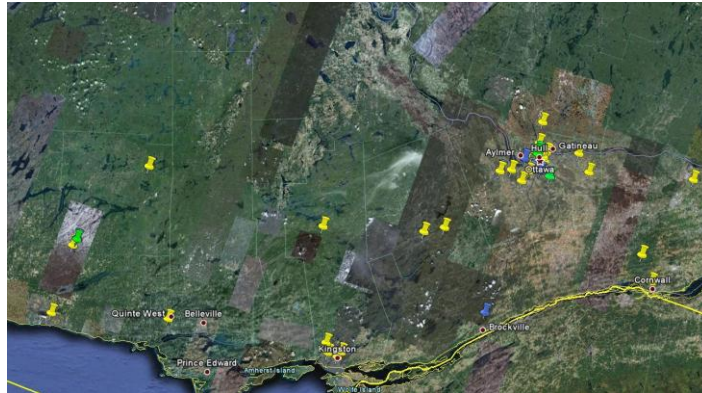 Hull
Gatineau
Aylmer
Ottawa
Cornwall
Quinte West
Belleville
Brockville
Kingston
Prince Edward
Amherst Island
Wolfe Island